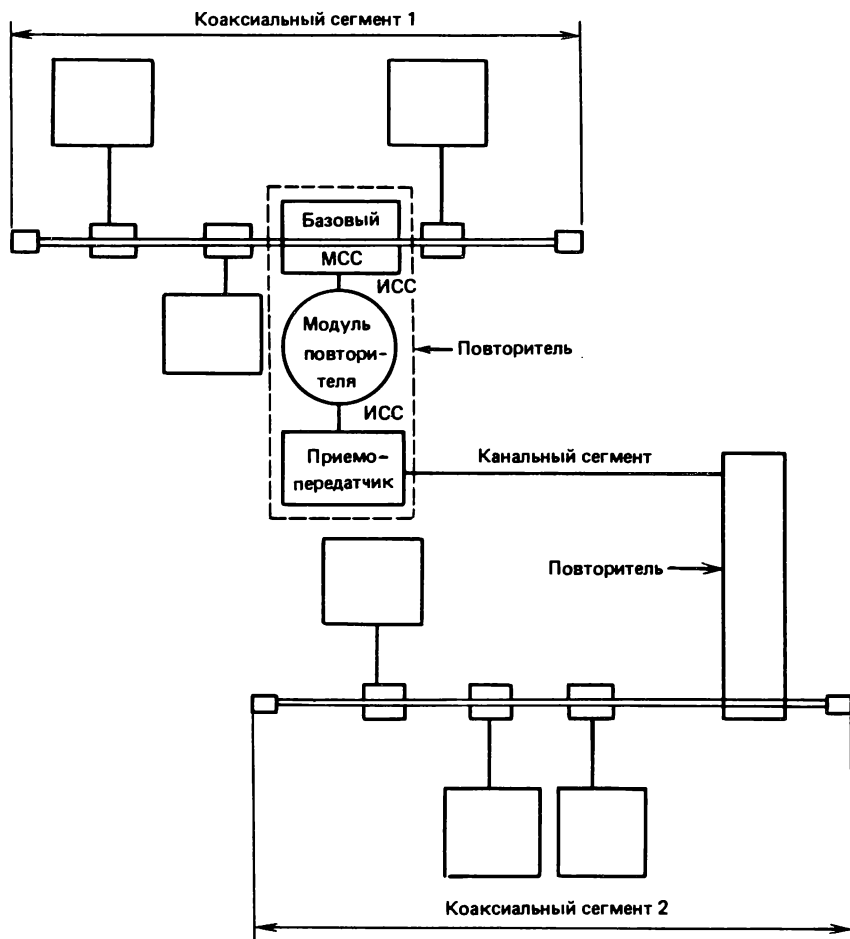 Коаксиальный сегмент 1
Базовый
МСС
ИСС
Модуль
повтори-
теля
Повторитель
ИСС
Приемо-
передатчик
Канальный сегмент
Повторитель
Коаксиальный сегмент 2